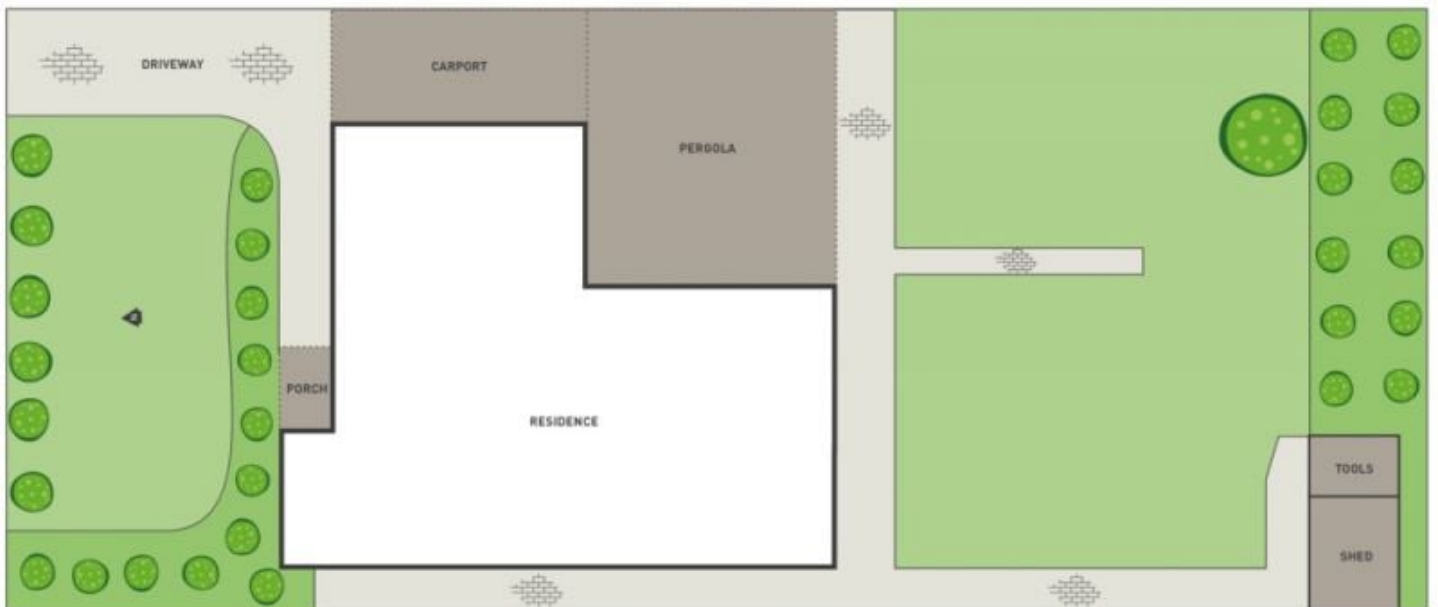 DRIVEWAY
CARPORT
PERGOLA
PORCH
RESIDENCE
TOOLS
SHED